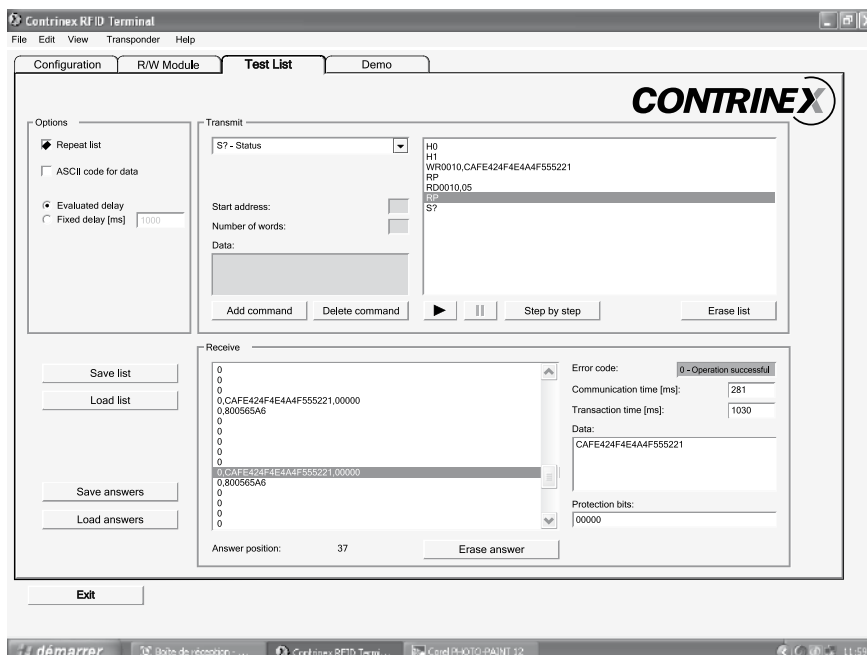 Contrinex RFID Terminal
File Edit View Transponder Help
Configuration R/W Module Test List Demo
CONTRINEX
Options
Repeat list
ASCII code for data
Evaluated delay
Fixed delay [ms] 1000
Transmit
S? - Status
Start address:
Number of words:
Data:
Add command Delete command
H0
H1
WR0010,CAFE424F4E4A4F555221
RP
RD0010,05
RP
S?
Step by step Erase list
Save list
Load list
Save answers
Load answers
Receive
0
0
0
0,CAFE424F4E4A4F555221,00000
0,800565A6
0
0
0
0
0
0,CAFE424F4E4A4F555221,00000
0,800565A6
0
0
0
0
Answer position: 37
Erase answer
Error code: 0 - Operation successful
Communication time [ms]: 281
Transaction time [ms]: 1030
Data:
CAFE424F4E4A4F555221
Protection bits:
00000
Exit
démarrer Boîte de réception - ... Contrinex RFID Termi... Corel PHOTO-PAINT 12